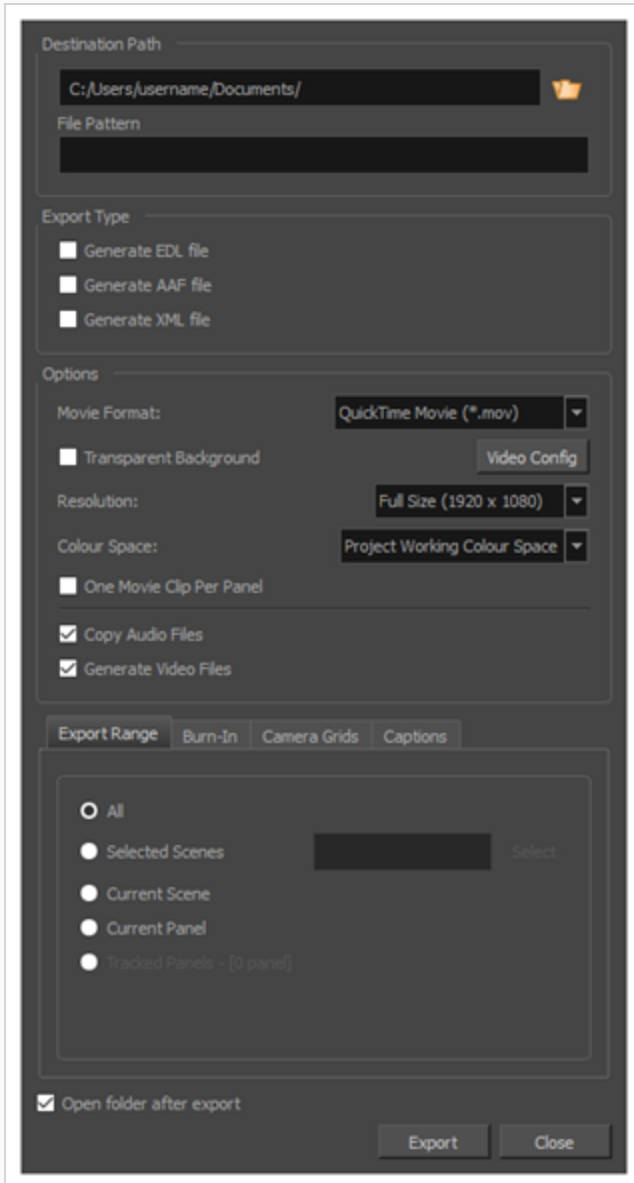 Destination Path
C:/Users/username/Documents/
File Pattern
Export Type
Generate EDL file
Generate AAF file
Generate XML file
Options
Movie Format: QuickTime Movie (*.mov)
Transparent Background Video Config
Resolution: Full Size (1920 x 1080)
Colour Space: Project Working Colour Space
One Movie Clip Per Panel
Copy Audio Files
Generate Video Files
Export Range Burn-In Camera Grids Captions
All
Selected Scenes Select
Current Scene
Current Panel
Tracked Panels - [0 panel]
Open folder after export
Export Close